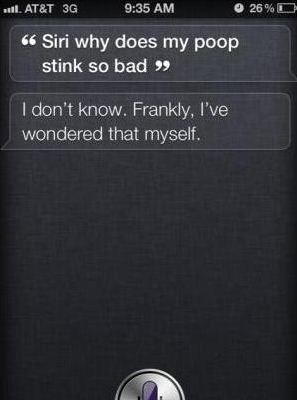 AT&T 3G 9:35 AM 26%
“ Siri why does my poop
stink so bad ”
I don’t know. Frankly, I’ve
wondered that myself.